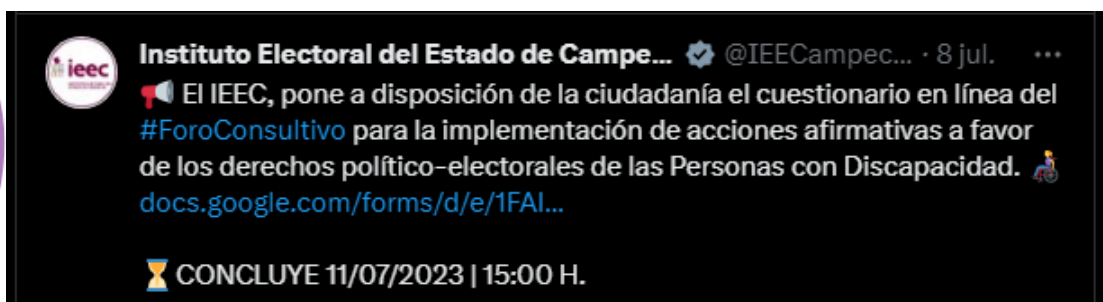 ieec
Instituto Electoral del Estado de Campe... @IEECampec... · 8 jul. ...
El IEEC, pone a disposición de la ciudadanía el cuestionario en línea del
#ForoConsultivo para la implementación de acciones afirmativas a favor
de los derechos político-electorales de las Personas con Discapacidad.
docs.google.com/forms/d/e/1FAI...
CONCLUYE 11/07/2023 | 15:00 H.